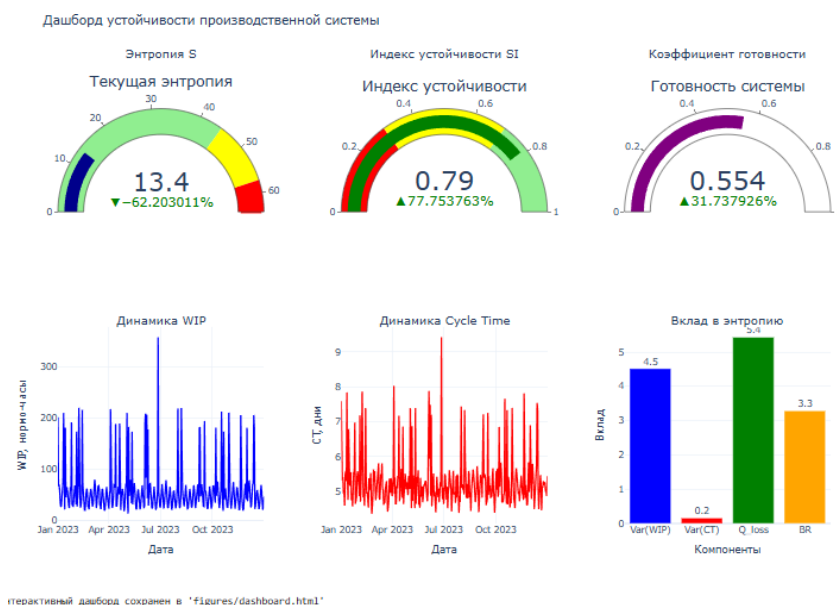 Дашборд устойчивости производственной системы
Энтропия S
Индекс устойчивости SI
Коэффициент готовности
Текущая энтропия
0
10
20
30
40
50
60
13.4
▼−62.203011%
Индекс устойчивости
0
0.2
0.4
0.6
0.8
1
0.79
▲77.753763%
Готовность системы
0
0.2
0.4
0.6
0.8
0.554
▲31.737926%
Динамика WIP
WIP, нормо-часы
300
200
100
0
Jan 2023 Apr 2023 Jul 2023 Oct 2023
Дата
Динамика Cycle Time
CT, дни
9
8
7
6
5
Jan 2023 Apr 2023 Jul 2023 Oct 2023
Дата
Вклад в энтропию
Вклад
5
4
3
2
1
0
4.5
0.2
5.4
3.3
Var(WIP) Var(CT) Q_loss BR
Компоненты
нтерактивный дашборд сохранен в 'figures/dashboard.html'